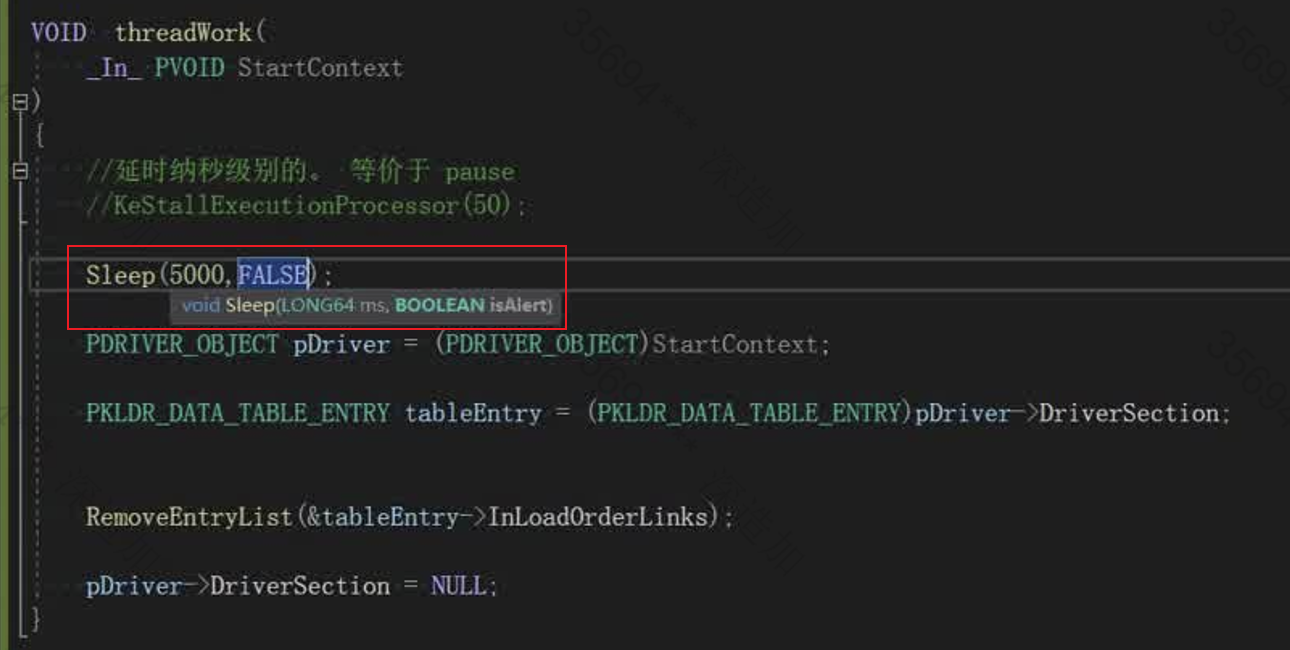 VOID threadWork(
_In_ PVOID StartContext
)
{
//延时纳秒级别的。 等价于 pause
//KeStallExecutionProcessor(50);
Sleep(5000,FALSE);
void Sleep(LONG64 ms, BOOLEAN isAlert)
PDRIVER_OBJECT pDriver = (PDRIVER_OBJECT)StartContext;
PKLDR_DATA_TABLE_ENTRY tableEntry = (PKLDR_DATA_TABLE_ENTRY)pDriver->DriverSection;
RemoveEntryList(&tableEntry->InLoadOrderLinks);
pDriver->DriverSection = NULL;
}